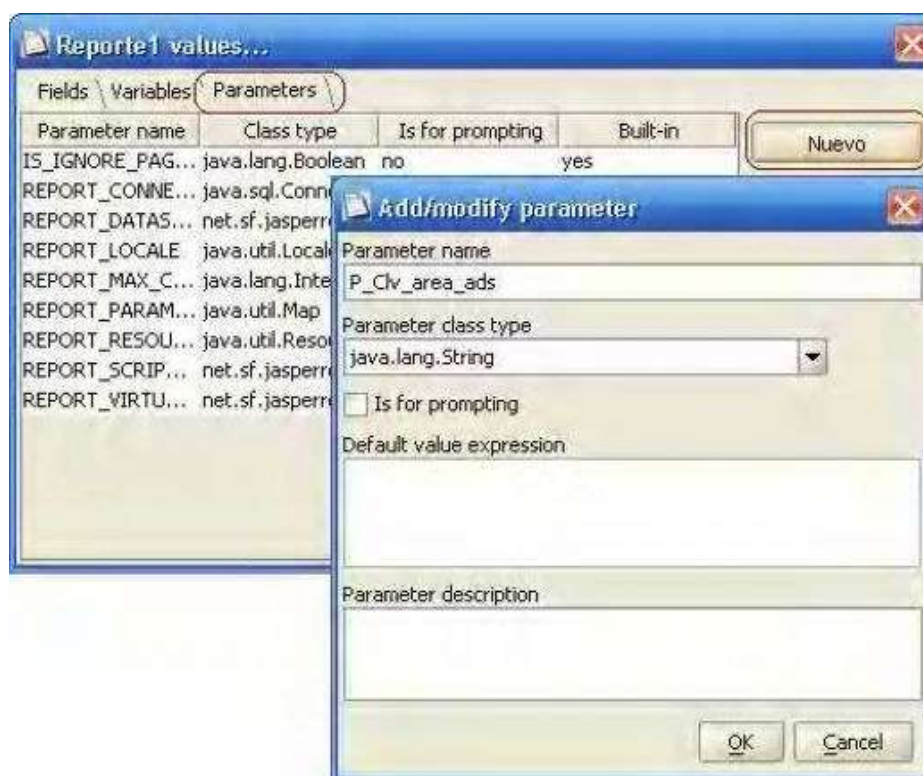 Reporte1 values...
Fields Variables Parameters
Parameter name Class type Is for prompting Built-in
Nuevo
IS_IGNORE_PAG... java.lang.Boolean no yes
REPORT_CONNE... java.sql.Conn
REPORT_DATAS... net.sf.jasperr
REPORT_LOCALE java.util.Local
REPORT_MAX_C... java.lang.Inte
REPORT_PARAM... java.util.Map
REPORT_RESOU... java.util.Resou
REPORT_SCRIP... net.sf.jasperr
REPORT_VIRTU... net.sf.jasperr
Add/modify parameter
Parameter name
P_Clv_area_ads
Parameter class type
java.lang.String
Is for prompting
Default value expression
Parameter description
OK Cancel